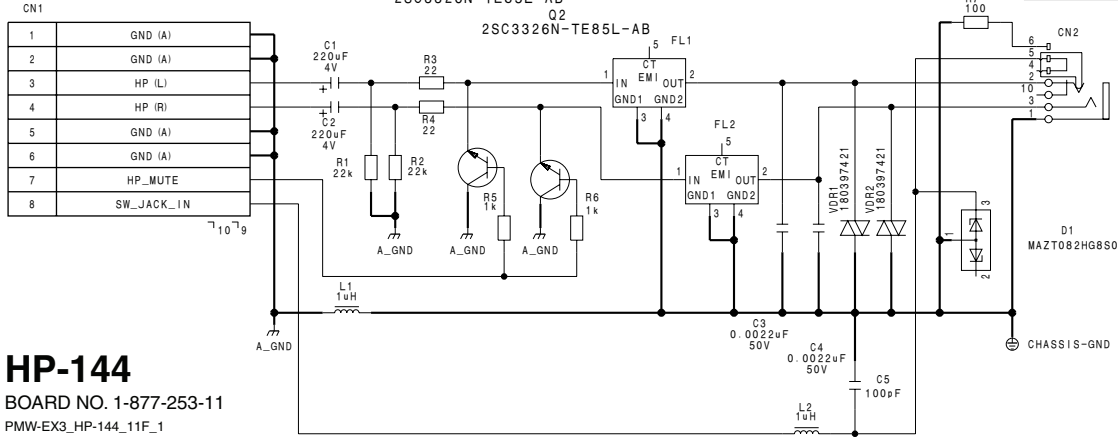 2SC3326N-TE85L-AB
Q2
2SC3326N-TE85L-AB
R7
100
CN1
CN2
1 GND (A)
2 GND (A)
3 HP (L)
4 HP (R)
5 GND (A)
6 GND (A)
7 HP_MUTE
8 SW_JACK_IN
10 9
C1
220uF
4V
+
C2
220uF
4V
+
R3
22
R4
22
R1
22k
R2
22k
R5
1k
R6
1k
A_GND
A_GND
A_GND
FL1
5
CT
1 IN EMI OUT 2
GND1 GND2
3 4
FL2
5
CT
1 IN EMI OUT 2
GND1 GND2
3 4
VDR1
180397421
VDR2
180397421
6
5
4
2
10
3
1
3
1
2
D1
MAZT082HG8S0
L1
1uH
A_GND
C3
0.0022uF
50V
C4
0.0022uF
50V
C5
100pF
L2
1uH
CHASSIS-GND
HP-144
BOARD NO. 1-877-253-11
PMW-EX3_HP-144_11F_1